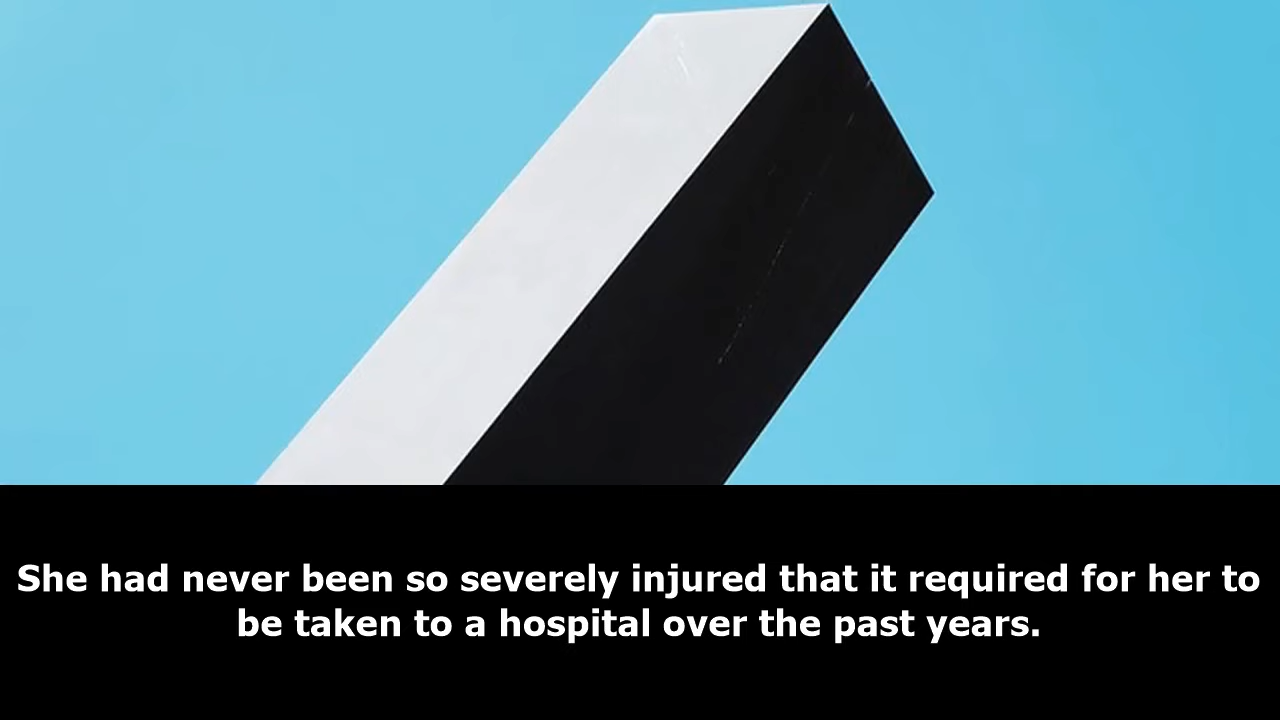 She had never been so severely injured that it required for her to
be taken to a hospital over the past years.